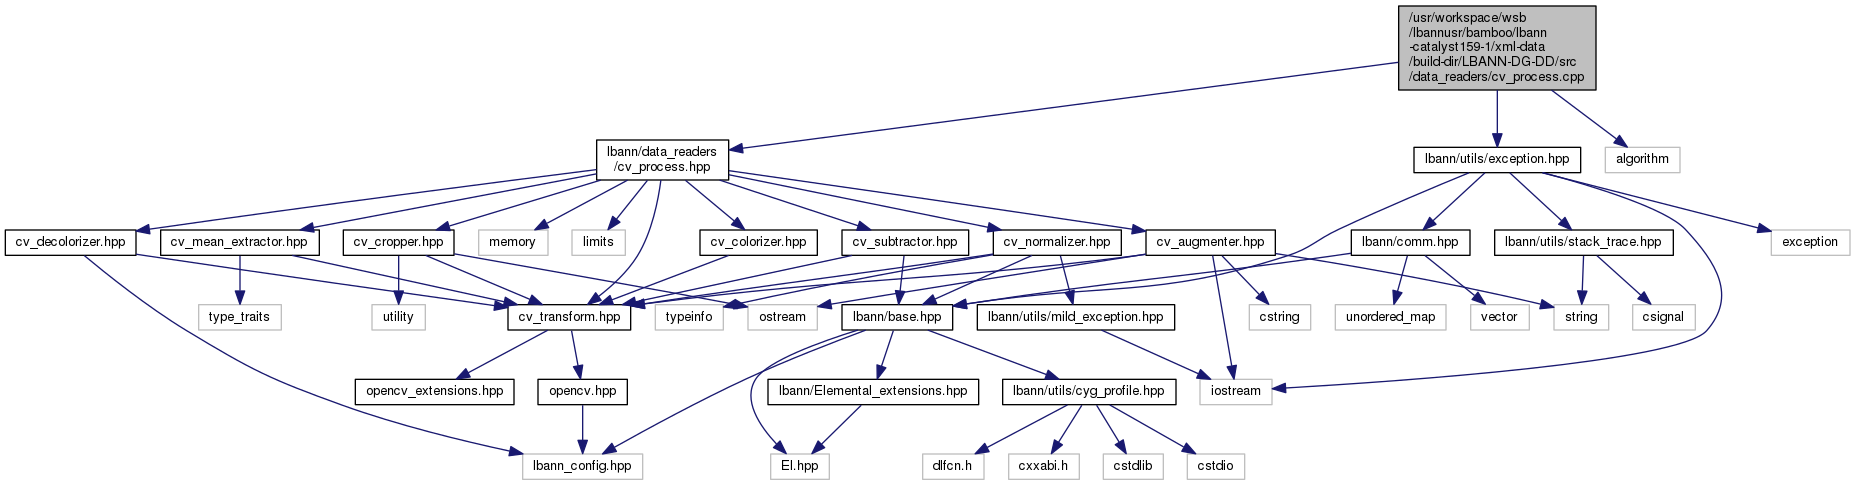 /usr/workspace/wsb
/lbannusr/bamboo/lbann
-catalyst159-1/xml-data
/build-dir/LBANN-DG-DD/src
/data_readers/cv_process.cpp
lbann/data_readers
/cv_process.hpp
lbann/utils/exception.hpp
algorithm
cv_decolorizer.hpp
cv_mean_extractor.hpp
cv_cropper.hpp
memory
limits
cv_colorizer.hpp
cv_subtractor.hpp
cv_normalizer.hpp
cv_augmenter.hpp
lbann/comm.hpp
lbann/utils/stack_trace.hpp
exception
type_traits
utility
cv_transform.hpp
typeinfo
ostream
lbann/base.hpp
lbann/utils/mild_exception.hpp
cstring
unordered_map
vector
string
csignal
opencv_extensions.hpp
opencv.hpp
lbann/Elemental_extensions.hpp
lbann/utils/cyg_profile.hpp
iostream
lbann_config.hpp
El.hpp
dlfcn.h
cxxabi.h
cstdlib
cstdio